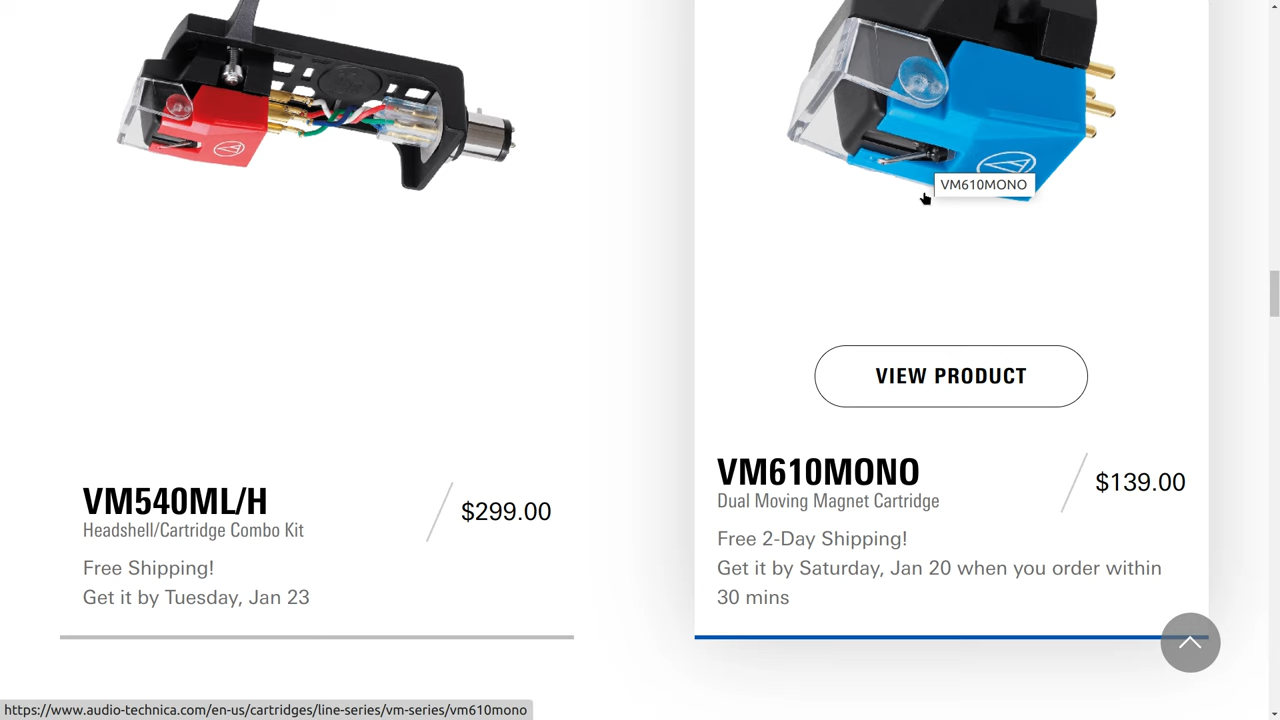 VM610MONO
VIEW PRODUCT
VM540ML/H
Headshell/Cartridge Combo Kit
$299.00
Free Shipping!
Get it by Tuesday, Jan 23
VM610MONO
Dual Moving Magnet Cartridge
$139.00
Free 2-Day Shipping!
Get it by Saturday, Jan 20 when you order within
30 mins
https://www.audio-technica.com/en-us/cartridges/line-series/vm-series/vm610mono